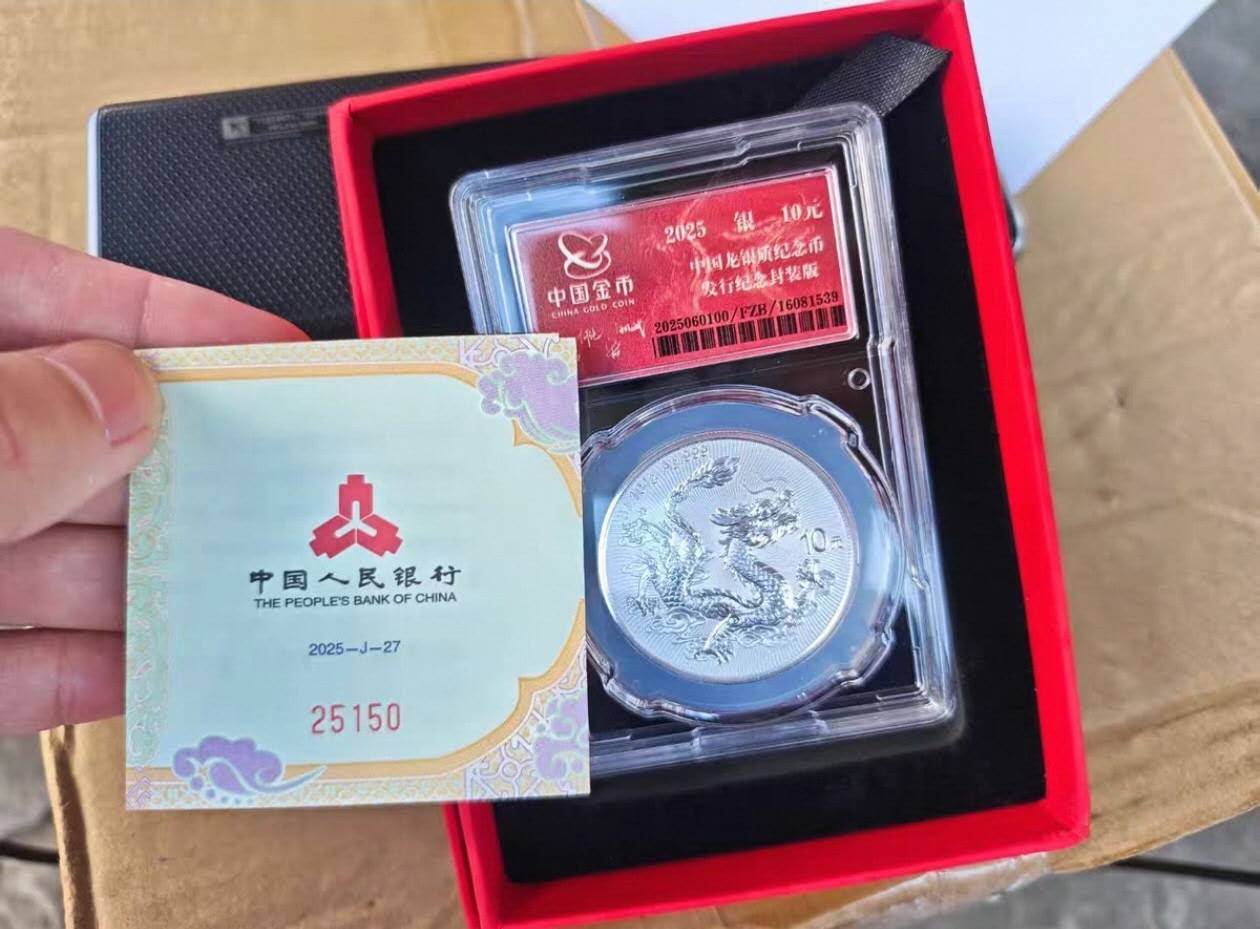 2025 银 10元
中国龙银质纪念币
发行纪念封装版
中国金币
CHINA GOLD COIN
2025060100/FZB/16081539
10元
中国人民银行
THE PEOPLE'S BANK OF CHINA
2025-J-27
25150